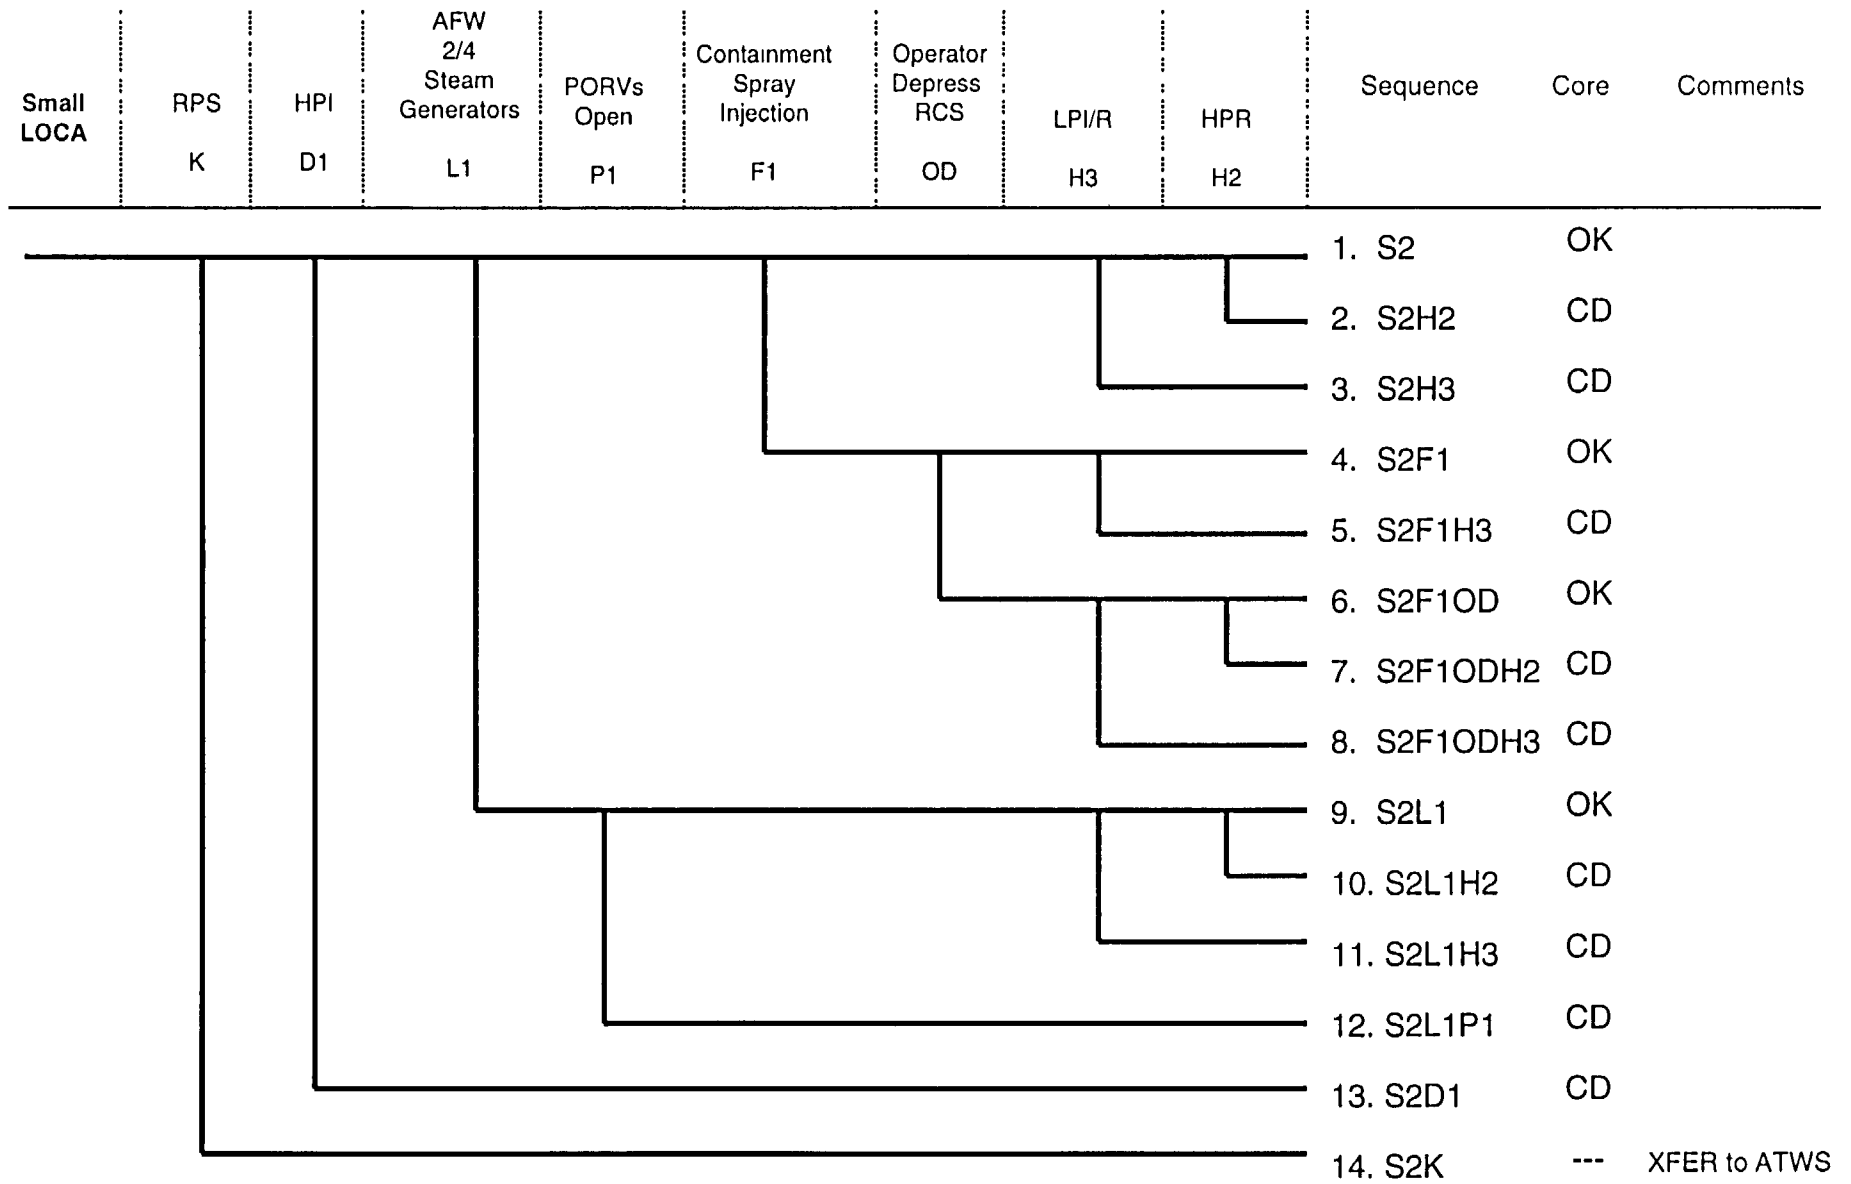 Small
LOCA
RPS
K
HPI
D1
AFW
2/4
Steam
Generators
L1
PORVs
Open
P1
Containment
Spray
Injection
F1
Operator
Depress
RCS
OD
LPI/R
H3
HPR
H2
Sequence
Core
Comments
1. S2 OK
2. S2H2 CD
3. S2H3 CD
4. S2F1 OK
5. S2F1H3 CD
6. S2F1OD OK
7. S2F1ODH2 CD
8. S2F1ODH3 CD
9. S2L1 OK
10. S2L1H2 CD
11. S2L1H3 CD
12. S2L1P1 CD
13. S2D1 CD
14. S2K --- XFER to ATWS